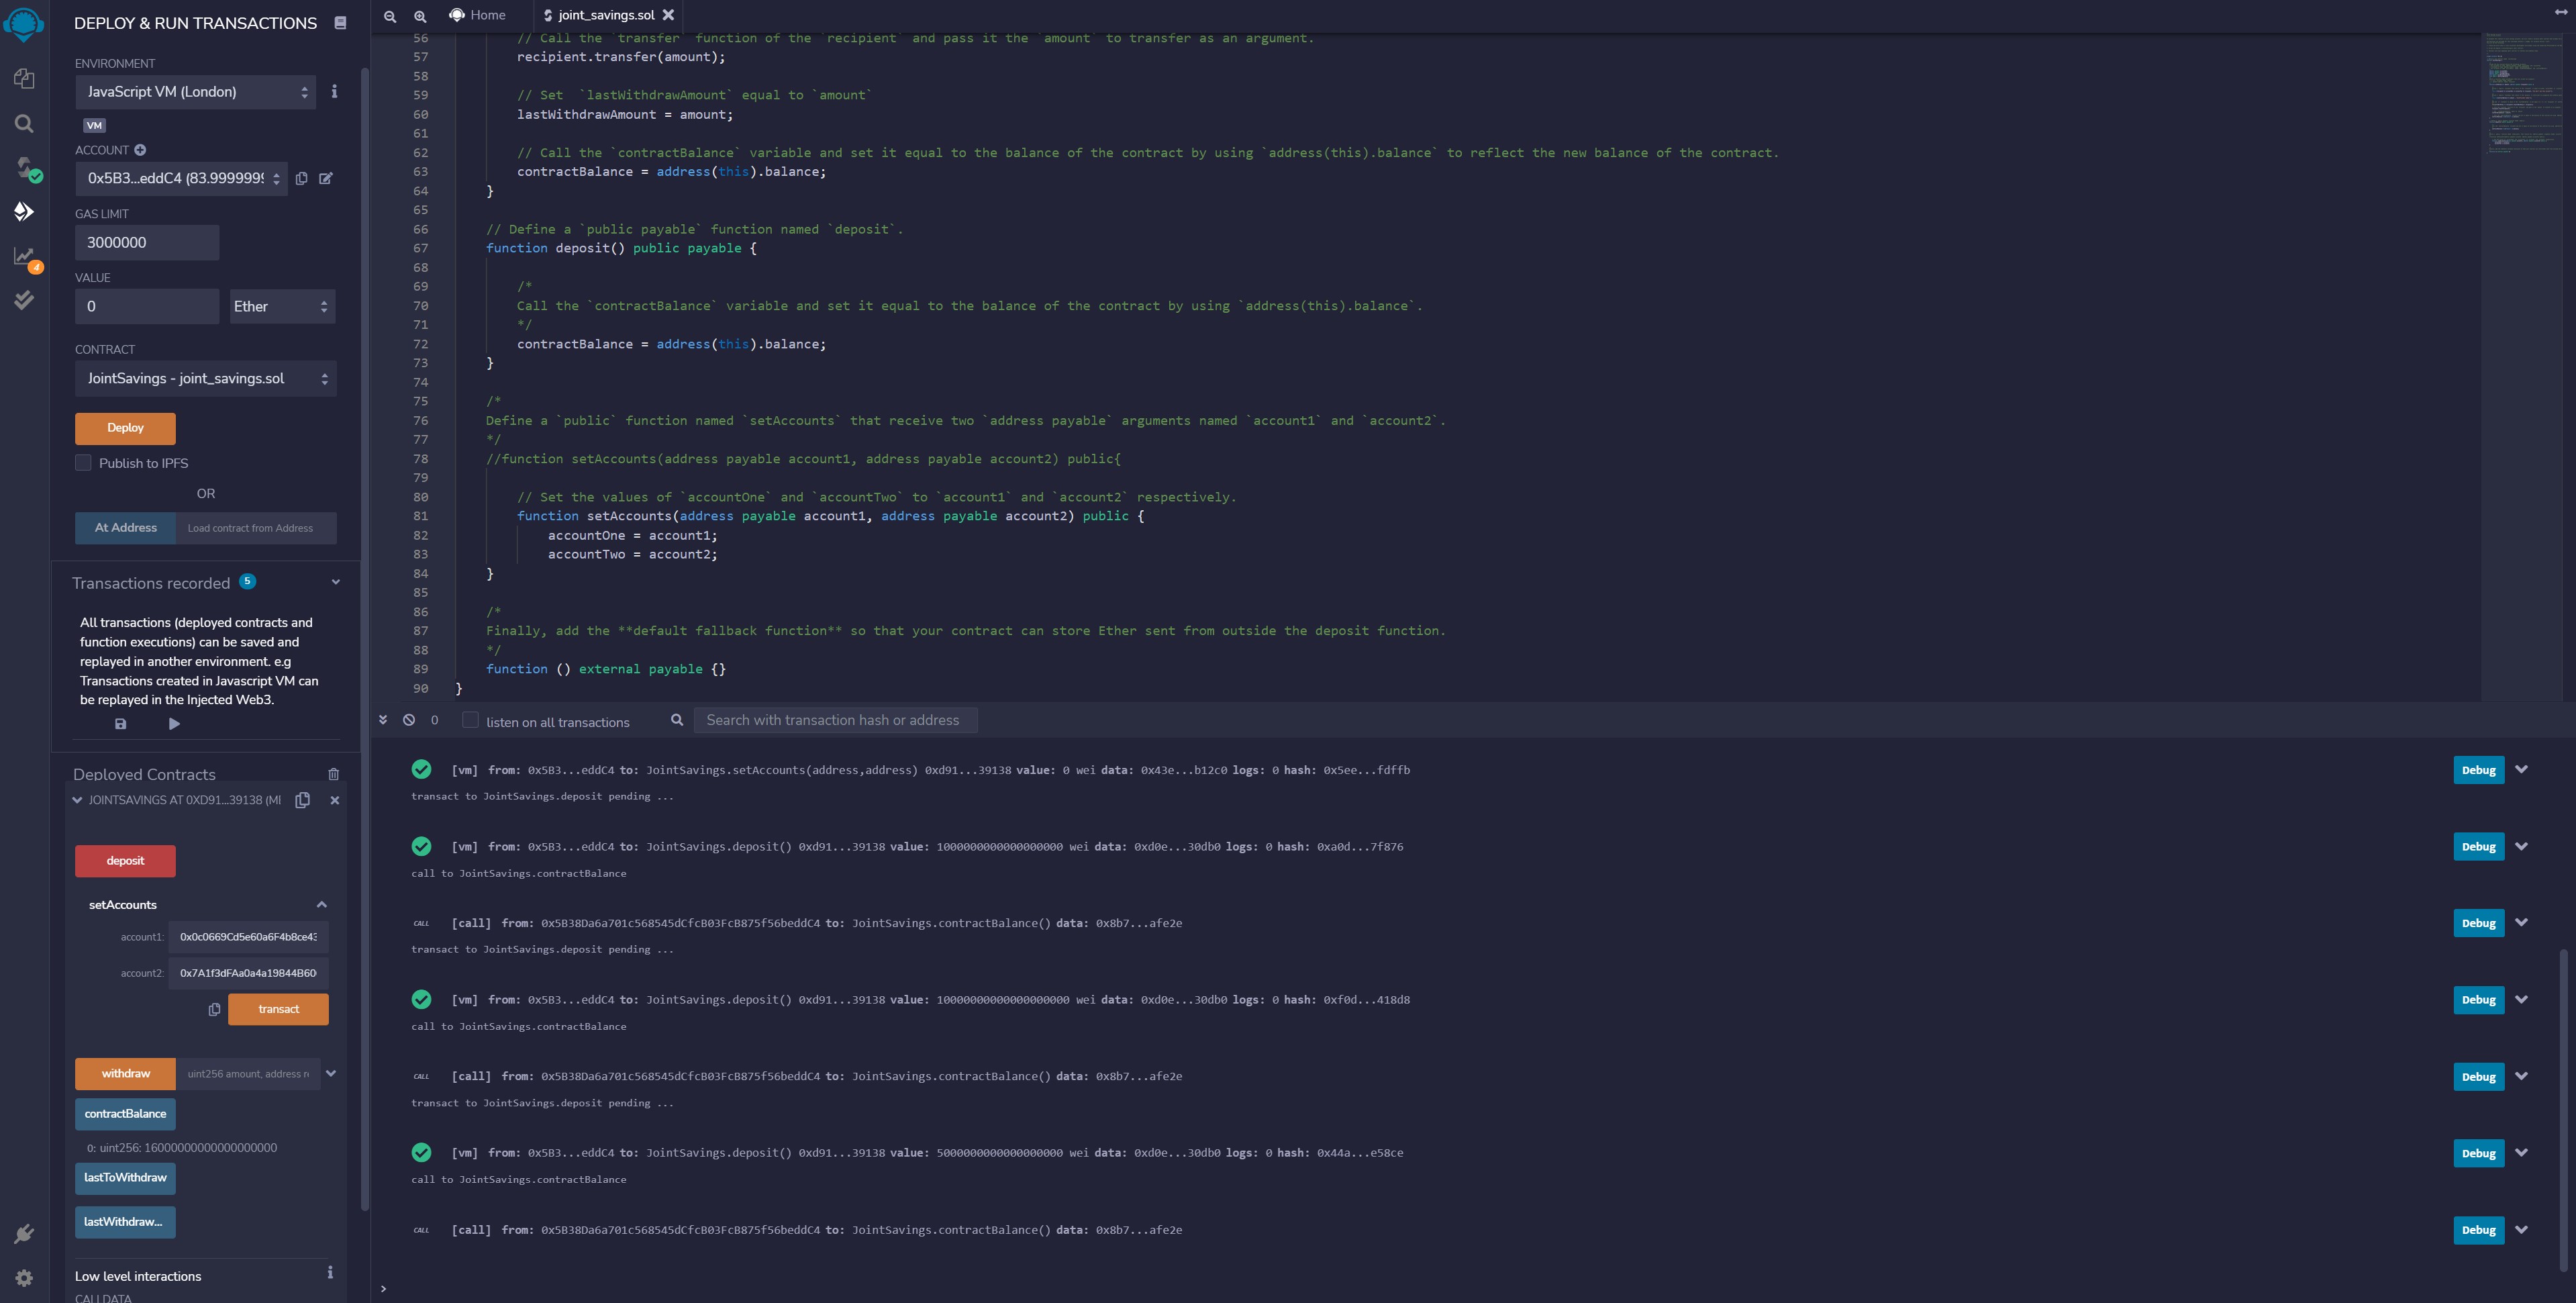 DEPLOY & RUN TRANSACTIONS
ENVIRONMENT
JavaScript VM (London)
VM
ACCOUNT
0x5B3...eddC4 (83.9999999
GAS LIMIT
3000000
VALUE
0
Ether
CONTRACT
JointSavings - joint_savings.sol
Deploy
Publish to IPFS
OR
At Address
Load contract from Address
Transactions recorded 5
All transactions (deployed contracts and
function executions) can be saved and
replayed in another environment. e.g
Transactions created in Javascript VM can
be replayed in the Injected Web3.
Deployed Contracts
JOINTSAVINGS AT 0XD91...39138 (M
deposit
setAccounts
account1: 0x0c0669Cd5e60a6F4b8ce43
account2: 0x7A1f3dFAa0a4a19844B60
transact
withdraw
uint256 amount, address r
contractBalance
0: uint256: 16000000000000000000
lastToWithdraw
lastWithdraw...
Low level interactions
CALLDATA
4
Home
joint_savings.sol
56 // Call the `transfer` function of the `recipient` and pass it the `amount` to transfer as an argument.
57 recipient.transfer(amount);
58
59 // Set  `lastWithdrawAmount` equal to `amount`
60 lastWithdrawAmount = amount;
61
62 // Call the `contractBalance` variable and set it equal to the balance of the contract by using `address(this).balance` to reflect the new balance of the contract.
63 contractBalance = address(this).balance;
64 }
65
66 // Define a `public payable` function named `deposit`.
67 function deposit() public payable {
68
69 /*
70 Call the `contractBalance` variable and set it equal to the balance of the contract by using `address(this).balance`.
71 */
72 contractBalance = address(this).balance;
73 }
74
75 /*
76 Define a `public` function named `setAccounts` that receive two `address payable` arguments named `account1` and `account2`.
77 */
78 //function setAccounts(address payable account1, address payable account2) public{
79
80 // Set the values of `accountOne` and `accountTwo` to `account1` and `account2` respectively.
81 function setAccounts(address payable account1, address payable account2) public {
82 accountOne = account1;
83 accountTwo = account2;
84 }
85
86 /*
87 Finally, add the **default fallback function** so that your contract can store Ether sent from outside the deposit function.
88 */
89 function () external payable {}
90 }
0
listen on all transactions
Search with transaction hash or address
[vm] from: 0x5B3...eddC4 to: JointSavings.setAccounts(address,address) 0xd91...39138 value: 0 wei data: 0x43e...b12c0 logs: 0 hash: 0x5ee...fdffb
Debug
transact to JointSavings.deposit pending ...
[vm] from: 0x5B3...eddC4 to: JointSavings.deposit() 0xd91...39138 value: 1000000000000000000 wei data: 0xd0e...30db0 logs: 0 hash: 0xa0d...7f876
Debug
call to JointSavings.contractBalance
CALL [call] from: 0x5B38Da6a701c568545dCfcB03FcB875f56beddC4 to: JointSavings.contractBalance() data: 0x8b7...afe2e
Debug
transact to JointSavings.deposit pending ...
[vm] from: 0x5B3...eddC4 to: JointSavings.deposit() 0xd91...39138 value: 10000000000000000000 wei data: 0xd0e...30db0 logs: 0 hash: 0xf0d...418d8
Debug
call to JointSavings.contractBalance
CALL [call] from: 0x5B38Da6a701c568545dCfcB03FcB875f56beddC4 to: JointSavings.contractBalance() data: 0x8b7...afe2e
Debug
transact to JointSavings.deposit pending ...
[vm] from: 0x5B3...eddC4 to: JointSavings.deposit() 0xd91...39138 value: 5000000000000000000 wei data: 0xd0e...30db0 logs: 0 hash: 0x44a...e58ce
Debug
call to JointSavings.contractBalance
CALL [call] from: 0x5B38Da6a701c568545dCfcB03FcB875f56beddC4 to: JointSavings.contractBalance() data: 0x8b7...afe2e
Debug
>